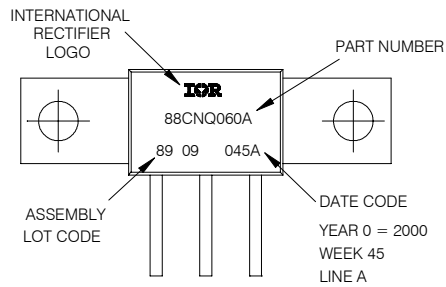 INTERNATIONAL
RECTIFIER
LOGO
PART NUMBER
IOR
88CNQ060A
89 09 045A
ASSEMBLY
LOT CODE
DATE CODE
YEAR 0 = 2000
WEEK 45
LINE A